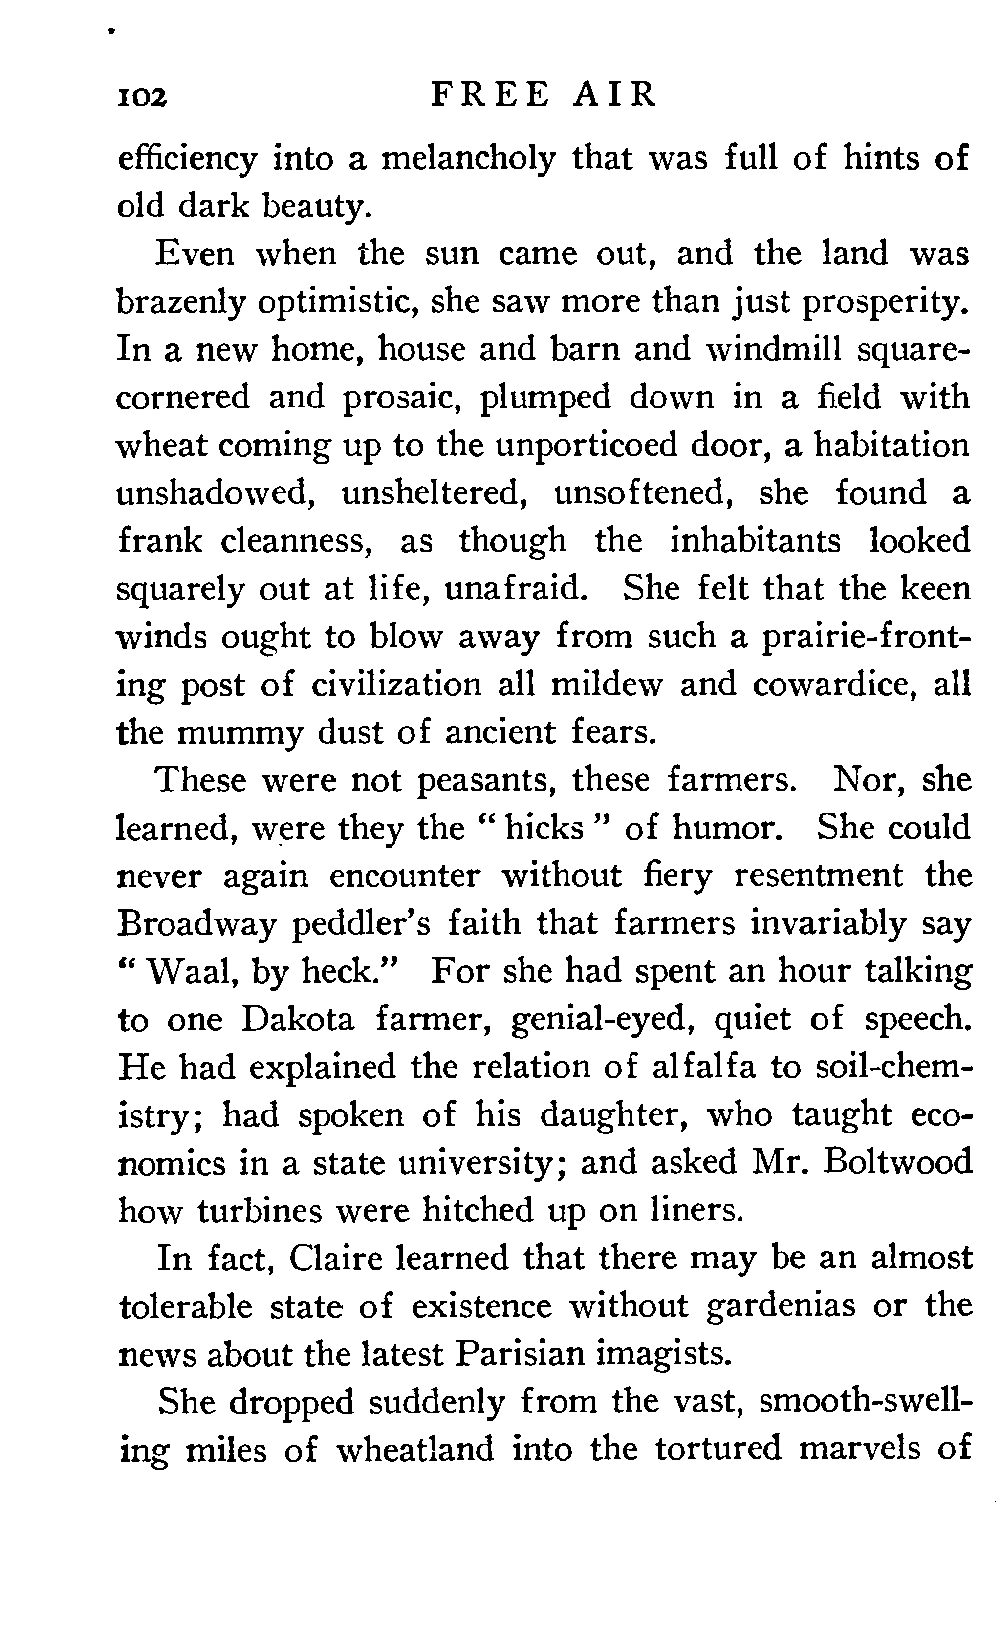 102 FREE AIR
efficiency into a melancholy that was full of hints of
old dark beauty.
Even when the sun came out, and the land was
brazenly optimistic, she saw more than just prosperity.
In a new home, house and barn and windmill square-
cornered and prosaic, plumped down in a field with
wheat coming up to the unporticoed door, a habitation
unshadowed, unsheltered, unsoftened, she found a
frank cleanness, as though the inhabitants looked
squarely out at life, unafraid. She felt that the keen
winds ought to blow away from such a prairie-front-
ing post of civilization all mildew and cowardice, all
the mummy dust of ancient fears.
These were not peasants, these farmers. Nor, she
learned, were they the “ hicks ” of humor. She could
never again encounter without fiery resentment the
Broadway peddler’s faith that farmers invariably say
“ Waal, by heck.” For she had spent an hour talking
to one Dakota farmer, genial-eyed, quiet of speech.
He had explained the relation of alfalfa to soil-chem-
istry; had spoken of his daughter, who taught eco-
nomics in a state university; and asked Mr. Boltwood
how turbines were hitched up on liners.
In fact, Claire learned that there may be an almost
tolerable state of existence without gardenias or the
news about the latest Parisian imagists.
She dropped suddenly from the vast, smooth-swell-
ing miles of wheatland into the tortured marvels of